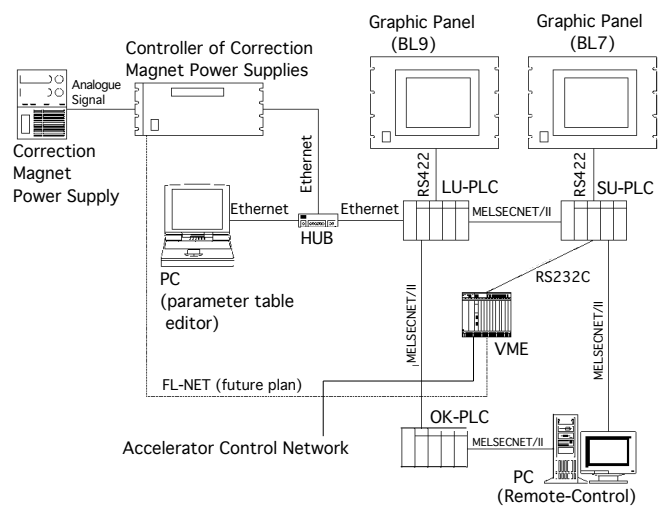 Graphic Panel
(BL9)
Graphic Panel
(BL7)
Controller of Correction
Magnet Power Supplies
Analogue
Signal
Correction
Magnet
Power Supply
Ethernet
RS422
RS422
LU-PLC
SU-PLC
Ethernet
Ethernet
MELSECNET/II
HUB
PC
(parameter table
editor)
RS232C
MELSECNET/II
VME
MELSECNET/II
FL-NET (future plan)
OK-PLC
Accelerator Control Network
MELSECNET/II
PC
(Remote-Control)